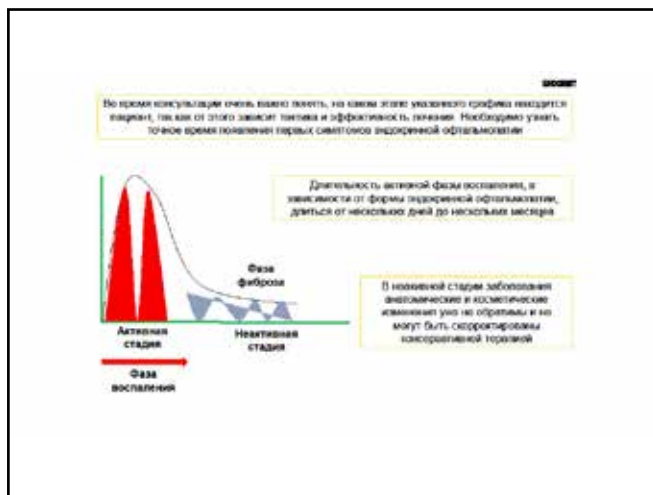 Во время консультации очень важно понять, на каком этапе указанного графика находится
пациент, так как от этого зависит тактика и эффективность лечения. Необходимо узнать
точное время появления первых симптомов эндокринной офтальмопатии
Длительность активной фазы воспаления, в
зависимости от формы эндокринной офтальмопатии,
длиться от нескольких дней до нескольких месяцев
Фаза
фиброза
В неактивной стадии заболевания
анатомические и косметические
изменения уже не обратимы и не
могут быть скорректированы
консервативной терапией
Активная
стадия
Неактивная
стадия
Фаза
воспаления